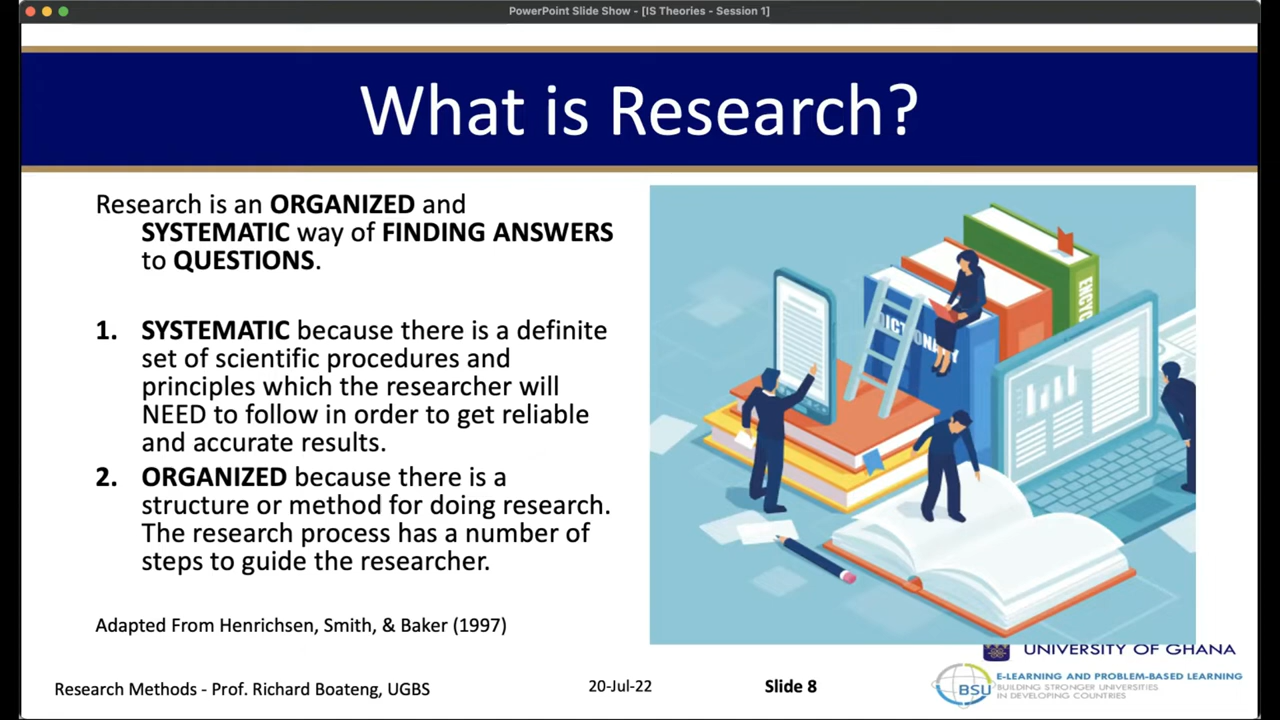 PowerPoint Slide Show - [IS Theories - Session 1]
What is Research?
Research is an ORGANIZED and
SYSTEMATIC way of FINDING ANSWERS
to QUESTIONS.
1. SYSTEMATIC because there is a definite
set of scientific procedures and
principles which the researcher will
NEED to follow in order to get reliable
and accurate results.
2. ORGANIZED because there is a
structure or method for doing research.
The research process has a number of
steps to guide the researcher.
Adapted From Henrichsen, Smith, & Baker (1997)
DICTIONARY
ENCYC
UNIVERSITY OF GHANA
BSU
E-LEARNING AND PROBLEM-BASED LEARNING
BUILDING STRONGER UNIVERSITIES
IN DEVELOPING COUNTRIES
Research Methods - Prof. Richard Boateng, UGBS
20-Jul-22
Slide 8